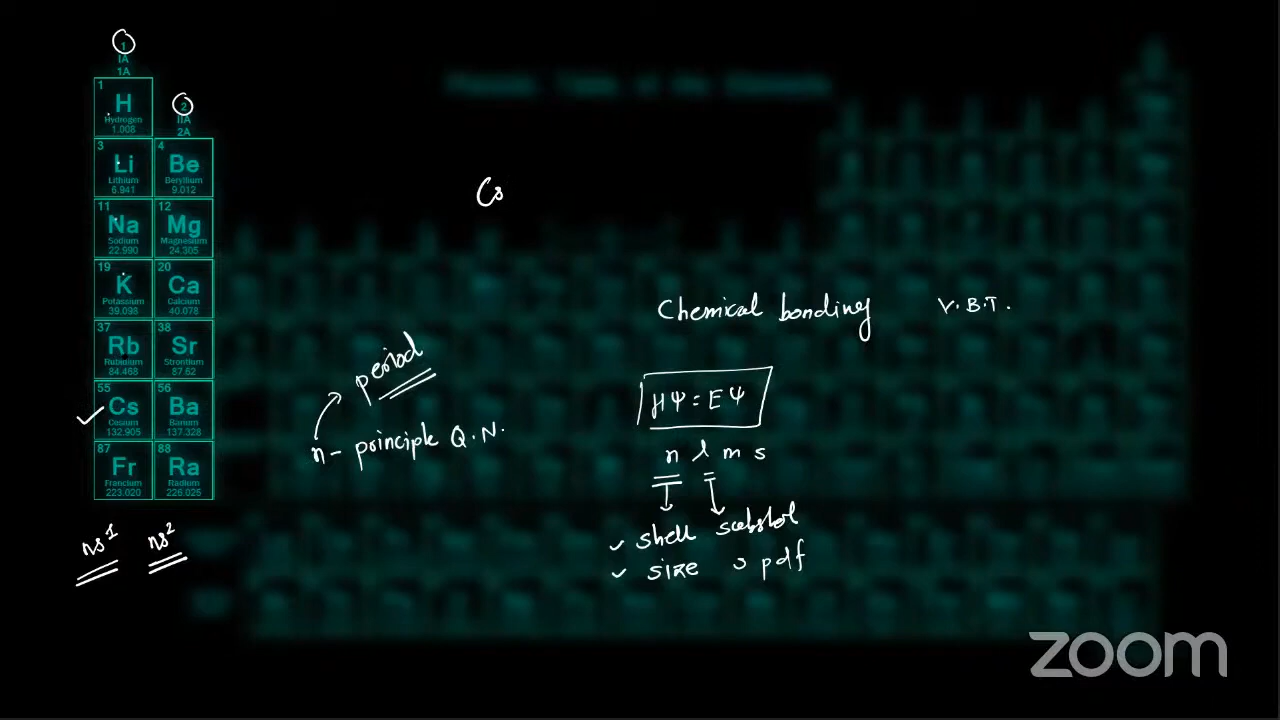 1
IA
1A
2
IIA
2A
1
H
Hydrogen
1.008
3
Li
Lithium
6.941
4
Be
Beryllium
9.012
11
Na
Sodium
22.990
12
Mg
Magnesium
24.305
19
K
Potassium
39.098
20
Ca
Calcium
40.078
37
Rb
Rubidium
84.468
38
Sr
Strontium
87.62
55
Cs
Cesium
132.905
56
Ba
Barium
137.328
87
Fr
Francium
223.020
88
Ra
Radium
226.025
ns¹ ns²
Cs
period
n - principle Q.N.
Chemical bonding V.B.T.
HΨ = EΨ
n l m s
shell
size s pdf
zoom